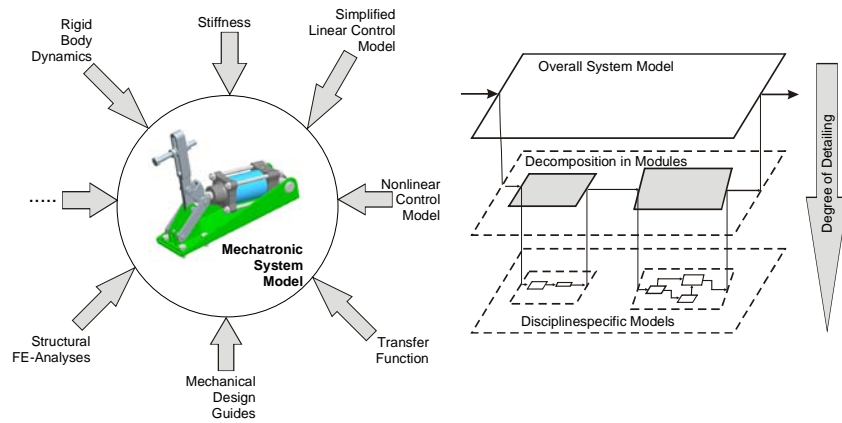 Rigid
Body
Dynamics
Stiffness
Simplified
Linear Control
Model
.....
Nonlinear
Control
Model
Mechatronic
System
Model
Structural
FE-Analyses
Mechanical
Design
Guides
Transfer
Function
Overall System Model
Decomposition in Modules
Disciplinespecific Models
Degree of Detailing